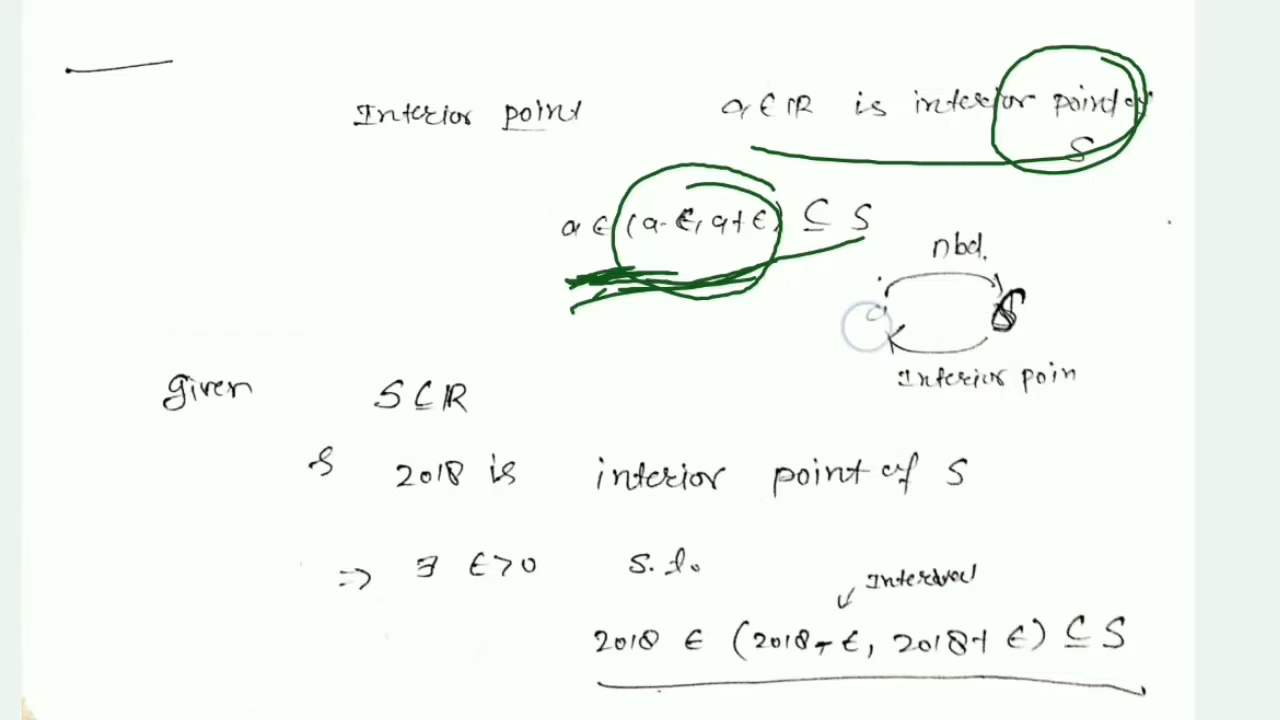 Interior point a ∈ ℝ is interior point of
S
a ∈ (a-ϵ, a+ϵ) ⊆ S
nbd.
a S
Interior poin
given S ⊆ ℝ
& 2018 is interior point of S
⇒ ∃ ϵ>0 s.t.
2018 ∈ (2018-ϵ, 2018+ϵ) ⊆ S